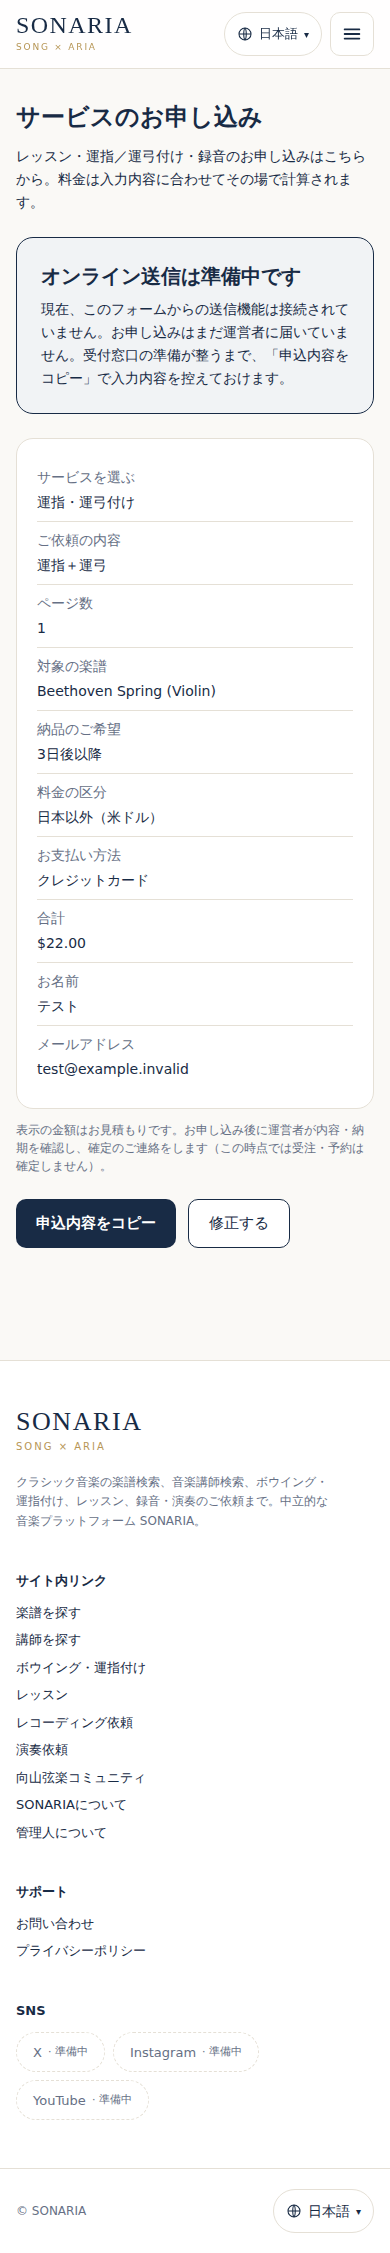 SONARIA
SONG × ARIA
日本語 ▾
サービスのお申し込み
レッスン・運指／運弓付け・録音のお申し込みはこちら
から。料金は入力内容に合わせてその場で計算されま
す。
オンライン送信は準備中です
現在、このフォームからの送信機能は接続されて
いません。お申し込みはまだ運営者に届いていま
せん。受付窓口の準備が整うまで、「申込内容を
コピー」で入力内容を控えておけます。
サービスを選ぶ
運指・運弓付け
ご依頼の内容
運指＋運弓
ページ数
1
対象の楽譜
Beethoven Spring (Violin)
納品のご希望
3日後以降
料金の区分
日本以外（米ドル）
お支払い方法
クレジットカード
合計
$22.00
お名前
テスト
メールアドレス
test@example.invalid
表示の金額はお見積もりです。お申し込み後に運営者が内容・納
期を確認し、確定のご連絡をします（この時点では受注・予約は
確定しません）。
申込内容をコピー
修正する
SONARIA
SONG × ARIA
クラシック音楽の楽譜検索、音楽講師検索、ボウイング・
運指付け、レッスン、録音・演奏のご依頼まで。中立的な
音楽プラットフォーム SONARIA。
サイト内リンク
楽譜を探す
講師を探す
ボウイング・運指付け
レッスン
レコーディング依頼
演奏依頼
向山弦楽コミュニティ
SONARIAについて
管理人について
サポート
お問い合わせ
プライバシーポリシー
SNS
X · 準備中
Instagram · 準備中
YouTube · 準備中
© SONARIA
日本語 ▾